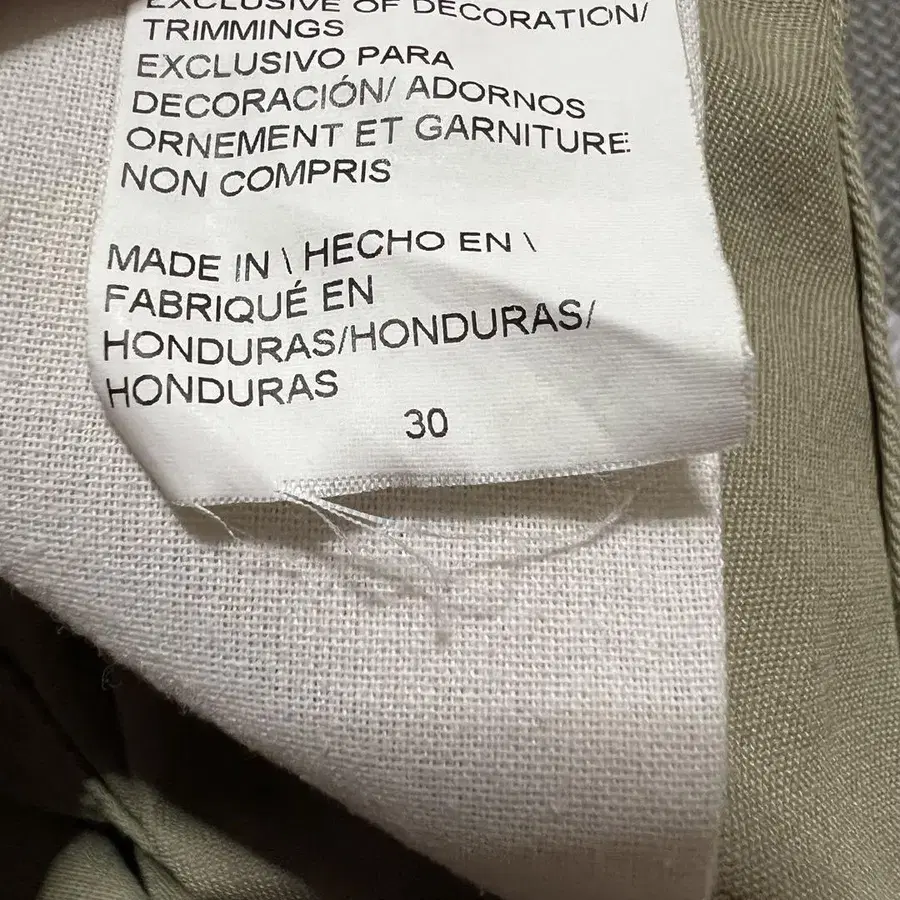 EXCLUSIVE OF DECORATION/
TRIMMINGS
EXCLUSIVO PARA
DECORACIÓN/ ADORNOS
ORNEMENT ET GARNITURE
NON COMPRIS
MADE IN \ HECHO EN \
FABRIQUÉ EN
HONDURAS/HONDURAS/
HONDURAS
30